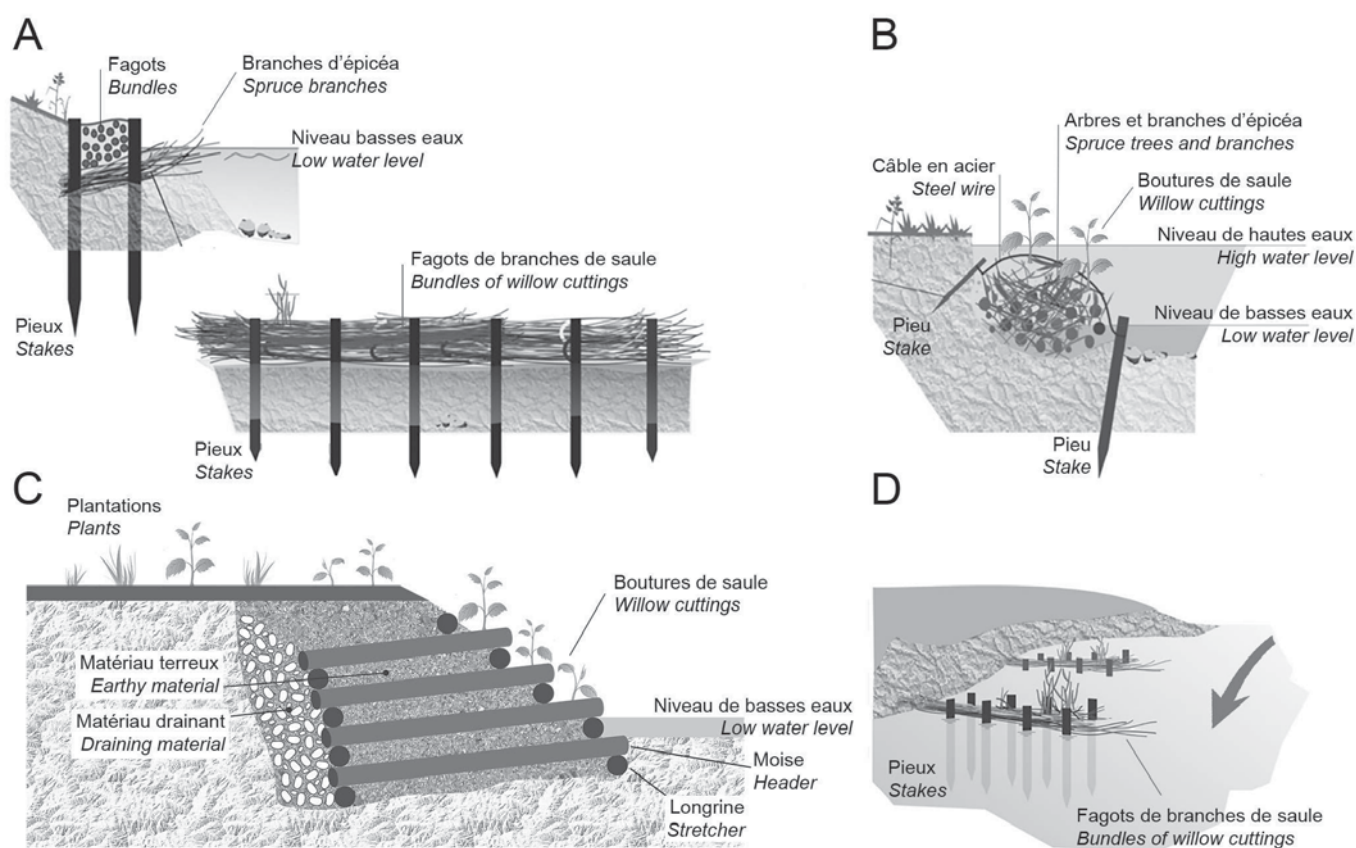 A
Fagots
Bundles
Branches d'épicéa
Spruce branches
Niveau basses eaux
Low water level
Pieux
Stakes
Fagots de branches de saule
Bundles of willow cuttings
Pieux
Stakes
B
Arbres et branches d'épicéa
Spruce trees and branches
Câble en acier
Steel wire
Boutures de saule
Willow cuttings
Niveau de hautes eaux
High water level
Niveau de basses eaux
Low water level
Pieu
Stake
Pieu
Stake
C
Plantations
Plants
Boutures de saule
Willow cuttings
Matériau terreux
Earthy material
Matériau drainant
Draining material
Niveau de basses eaux
Low water level
Moise
Header
Longrine
Stretcher
D
Pieux
Stakes
Fagots de branches de saule
Bundles of willow cuttings